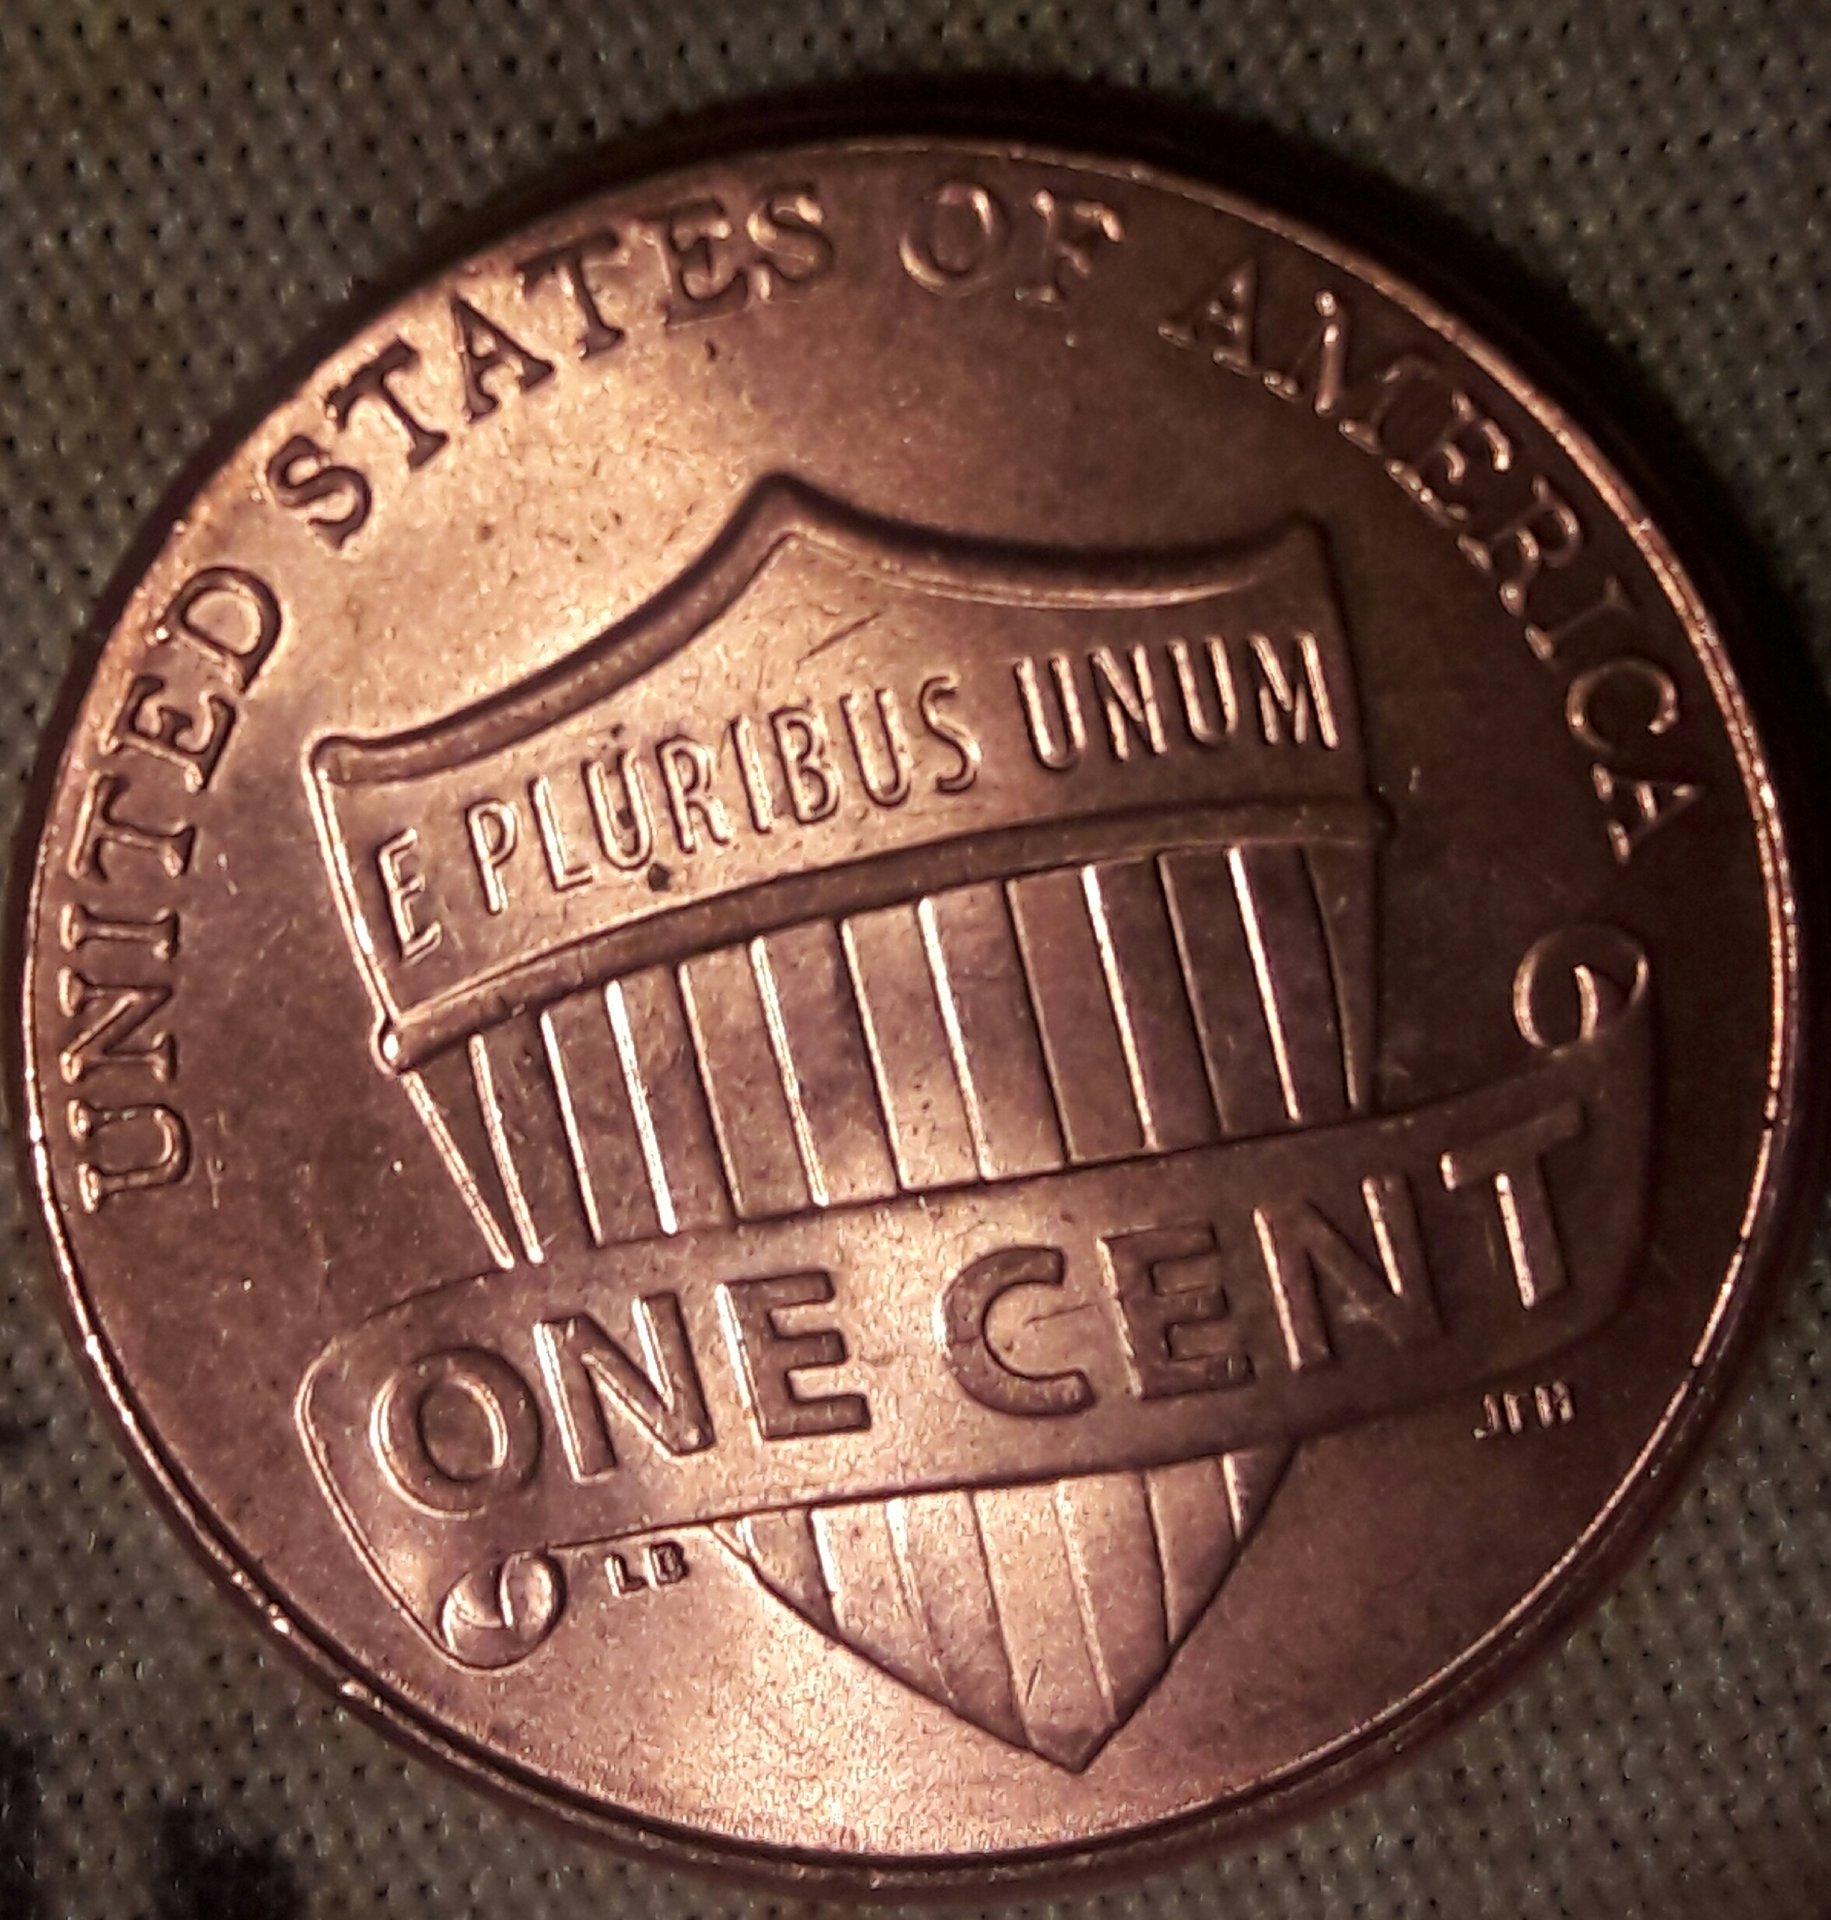 UNITED STATES OF AMERICA
E PLURIBUS UNUM
ONE CENT
LB
JFM